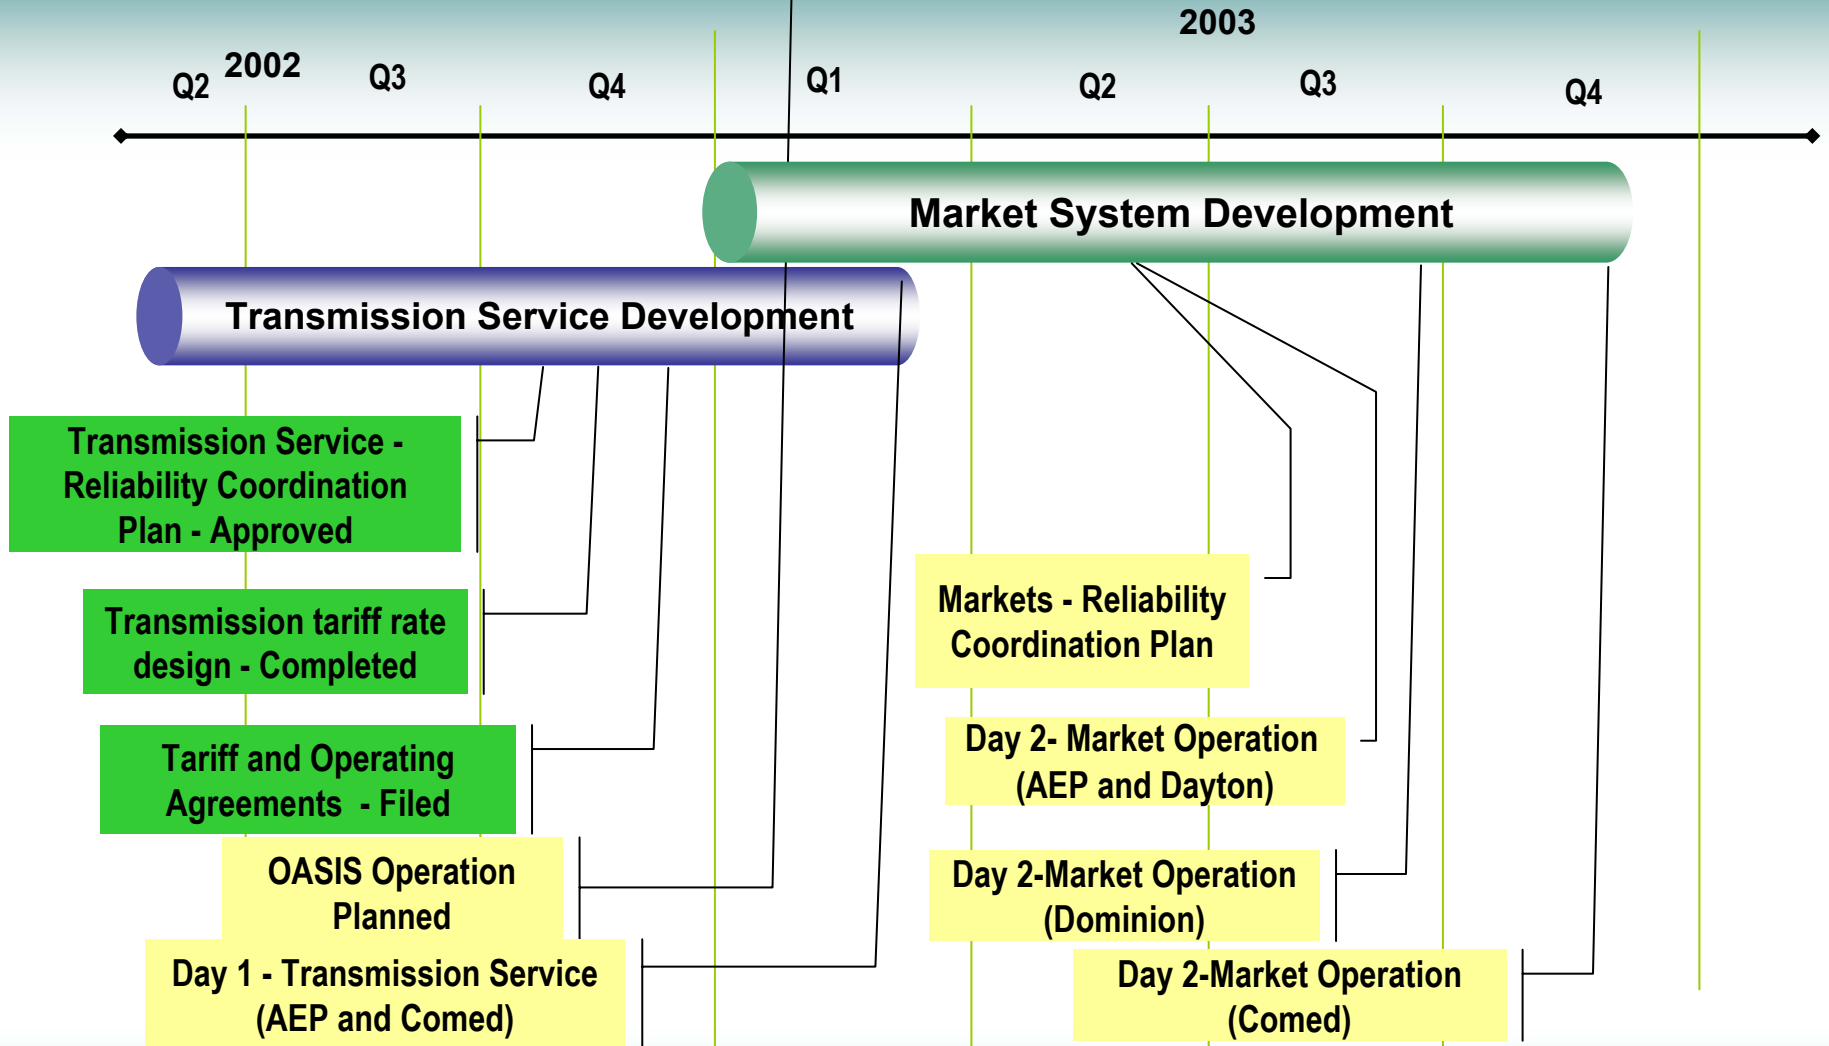 2003
2002
Q2
Q3
Q4
Q1
Q2
Q3
Q4
Market System Development
Transmission Service Development
Transmission Service -
Reliability Coordination
Plan - Approved
Transmission tariff rate
design - Completed
Tariff and Operating
Agreements - Filed
OASIS Operation
Planned
Day 1 - Transmission Service
(AEP and Comed)
Markets - Reliability
Coordination Plan
Day 2- Market Operation
(AEP and Dayton)
Day 2-Market Operation
(Dominion)
Day 2-Market Operation
(Comed)